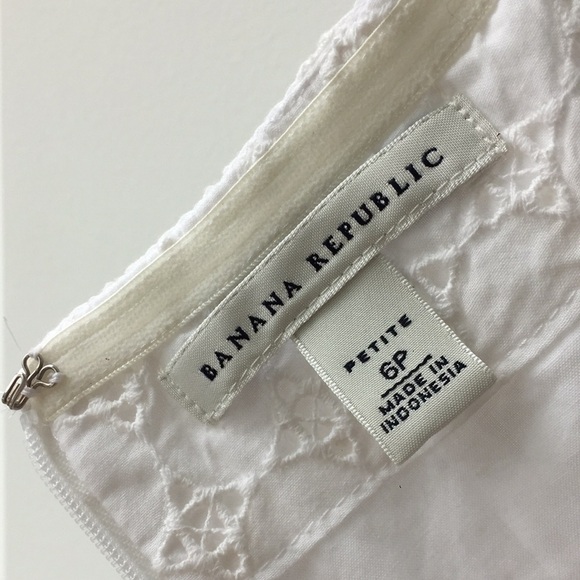 BANANA REPUBLIC
PETITE
6P
MADE IN
INDONESIA